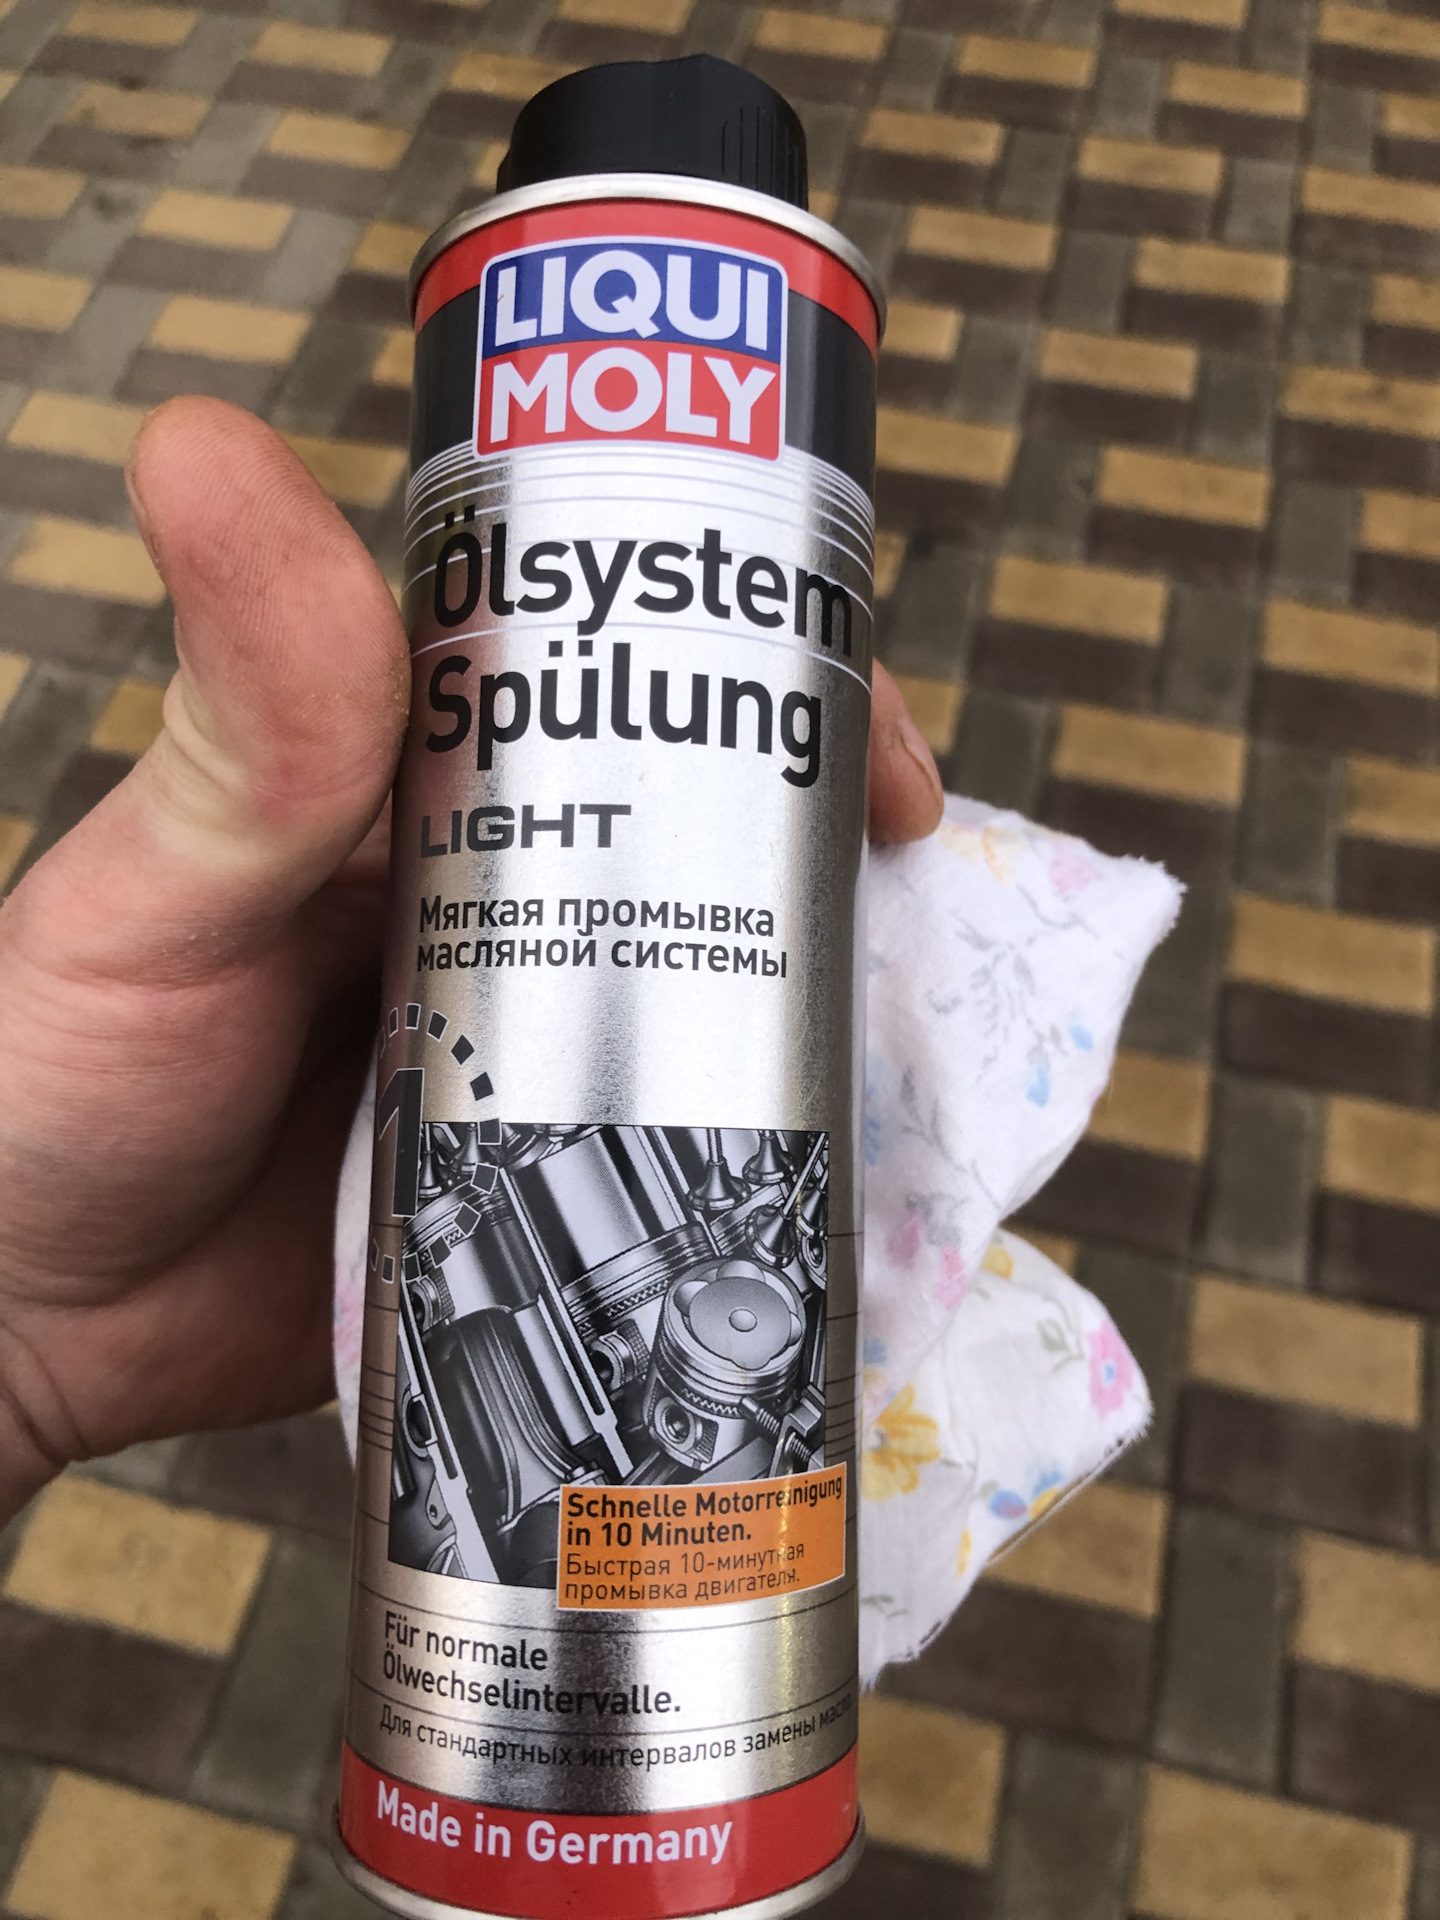 LIQUI
MOLY
Ölsystem
Spülung
LIGHT
Мягкая промывка
масляной системы
1
Schnelle Motorreinigung
in 10 Minuten.
Быстрая 10-минутная
промывка двигателя.
Für normale
Ölwechselintervalle.
Для стандартных интервалов замены масла
Made in Germany